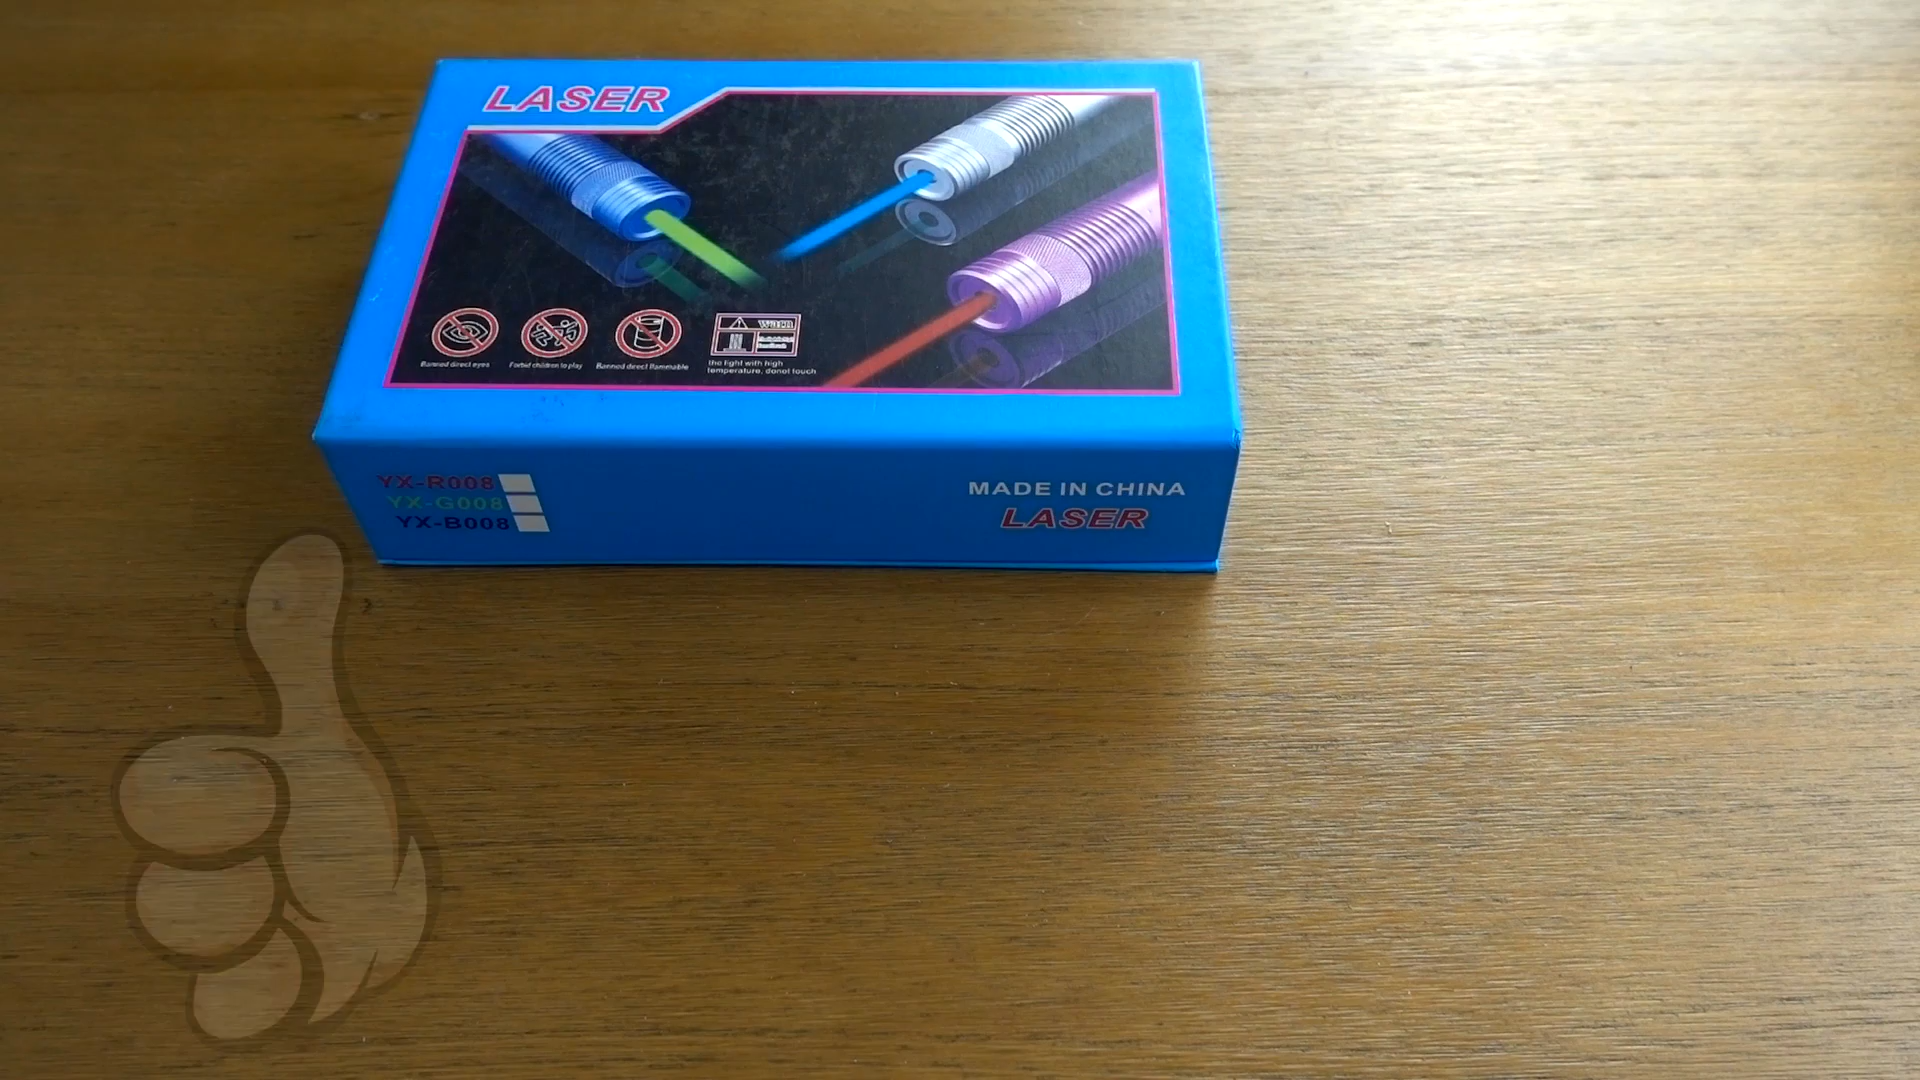 LASER
Banned direct eyes
Forbid children to play
Banned direct flammable
the light with high
temperature, donot touch
YX-R008
YX-G008
YX-B008
MADE IN CHINA
LASER